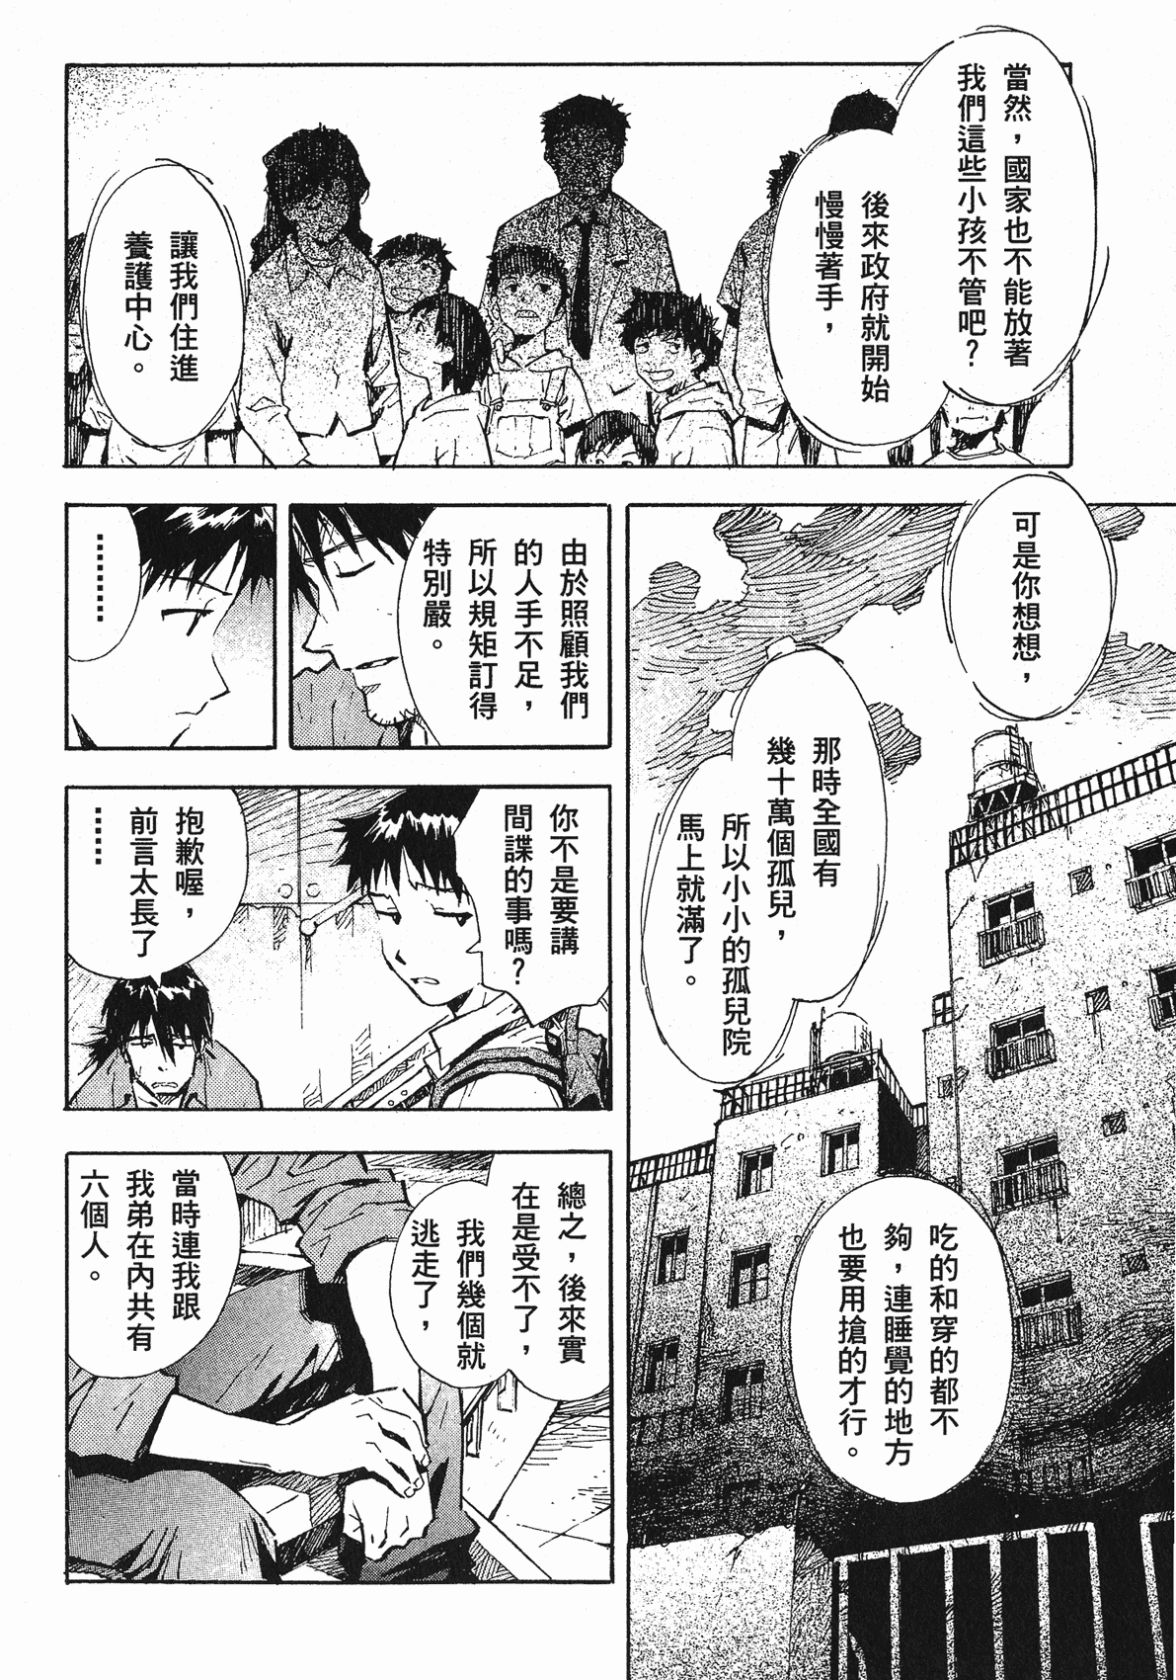 當然，國家也不能放著
我們這些小孩不管吧？
後來政府就開始
慢慢著手，
讓我們住進
養護中心。
可是你想想，
那時全國有
幾十萬個孤兒，
所以小小的孤兒院
馬上就滿了。
吃的和穿的都不
夠，連睡覺的地方
也要用搶的才行。
由於照顧我們
的人手不足，
所以規矩訂得
特別嚴。
………
你不是要講
間諜的事嗎？
抱歉喔，
前言太長了
……
總之，後來實
在是受不了，
我們幾個就
逃走了，
當時連我跟
我弟在內共有
六個人。